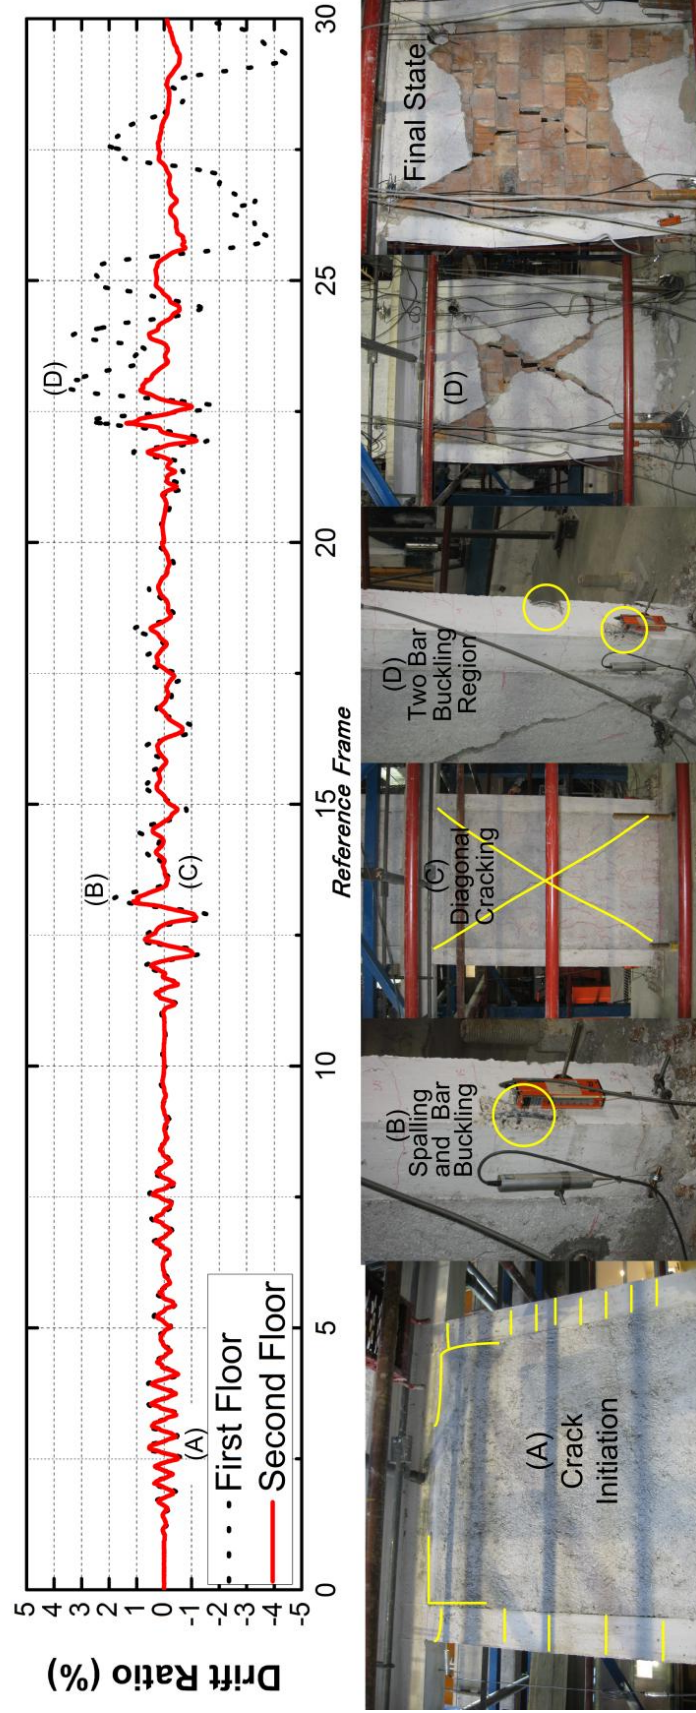 Drift Ratio (%)
5
4
3
2
1
0
-1
-2
-3
-4
-5
(A)
(B)
(C)
(D)
First Floor
Second Floor
0
5
10
15
20
25
30
Reference Frame
(A)
Crack
Initiation
(B)
Spalling
and Bar
Buckling
(C)
Diagonal
Cracking
(D)
Two Bar
Buckling
Region
(D)
Final State